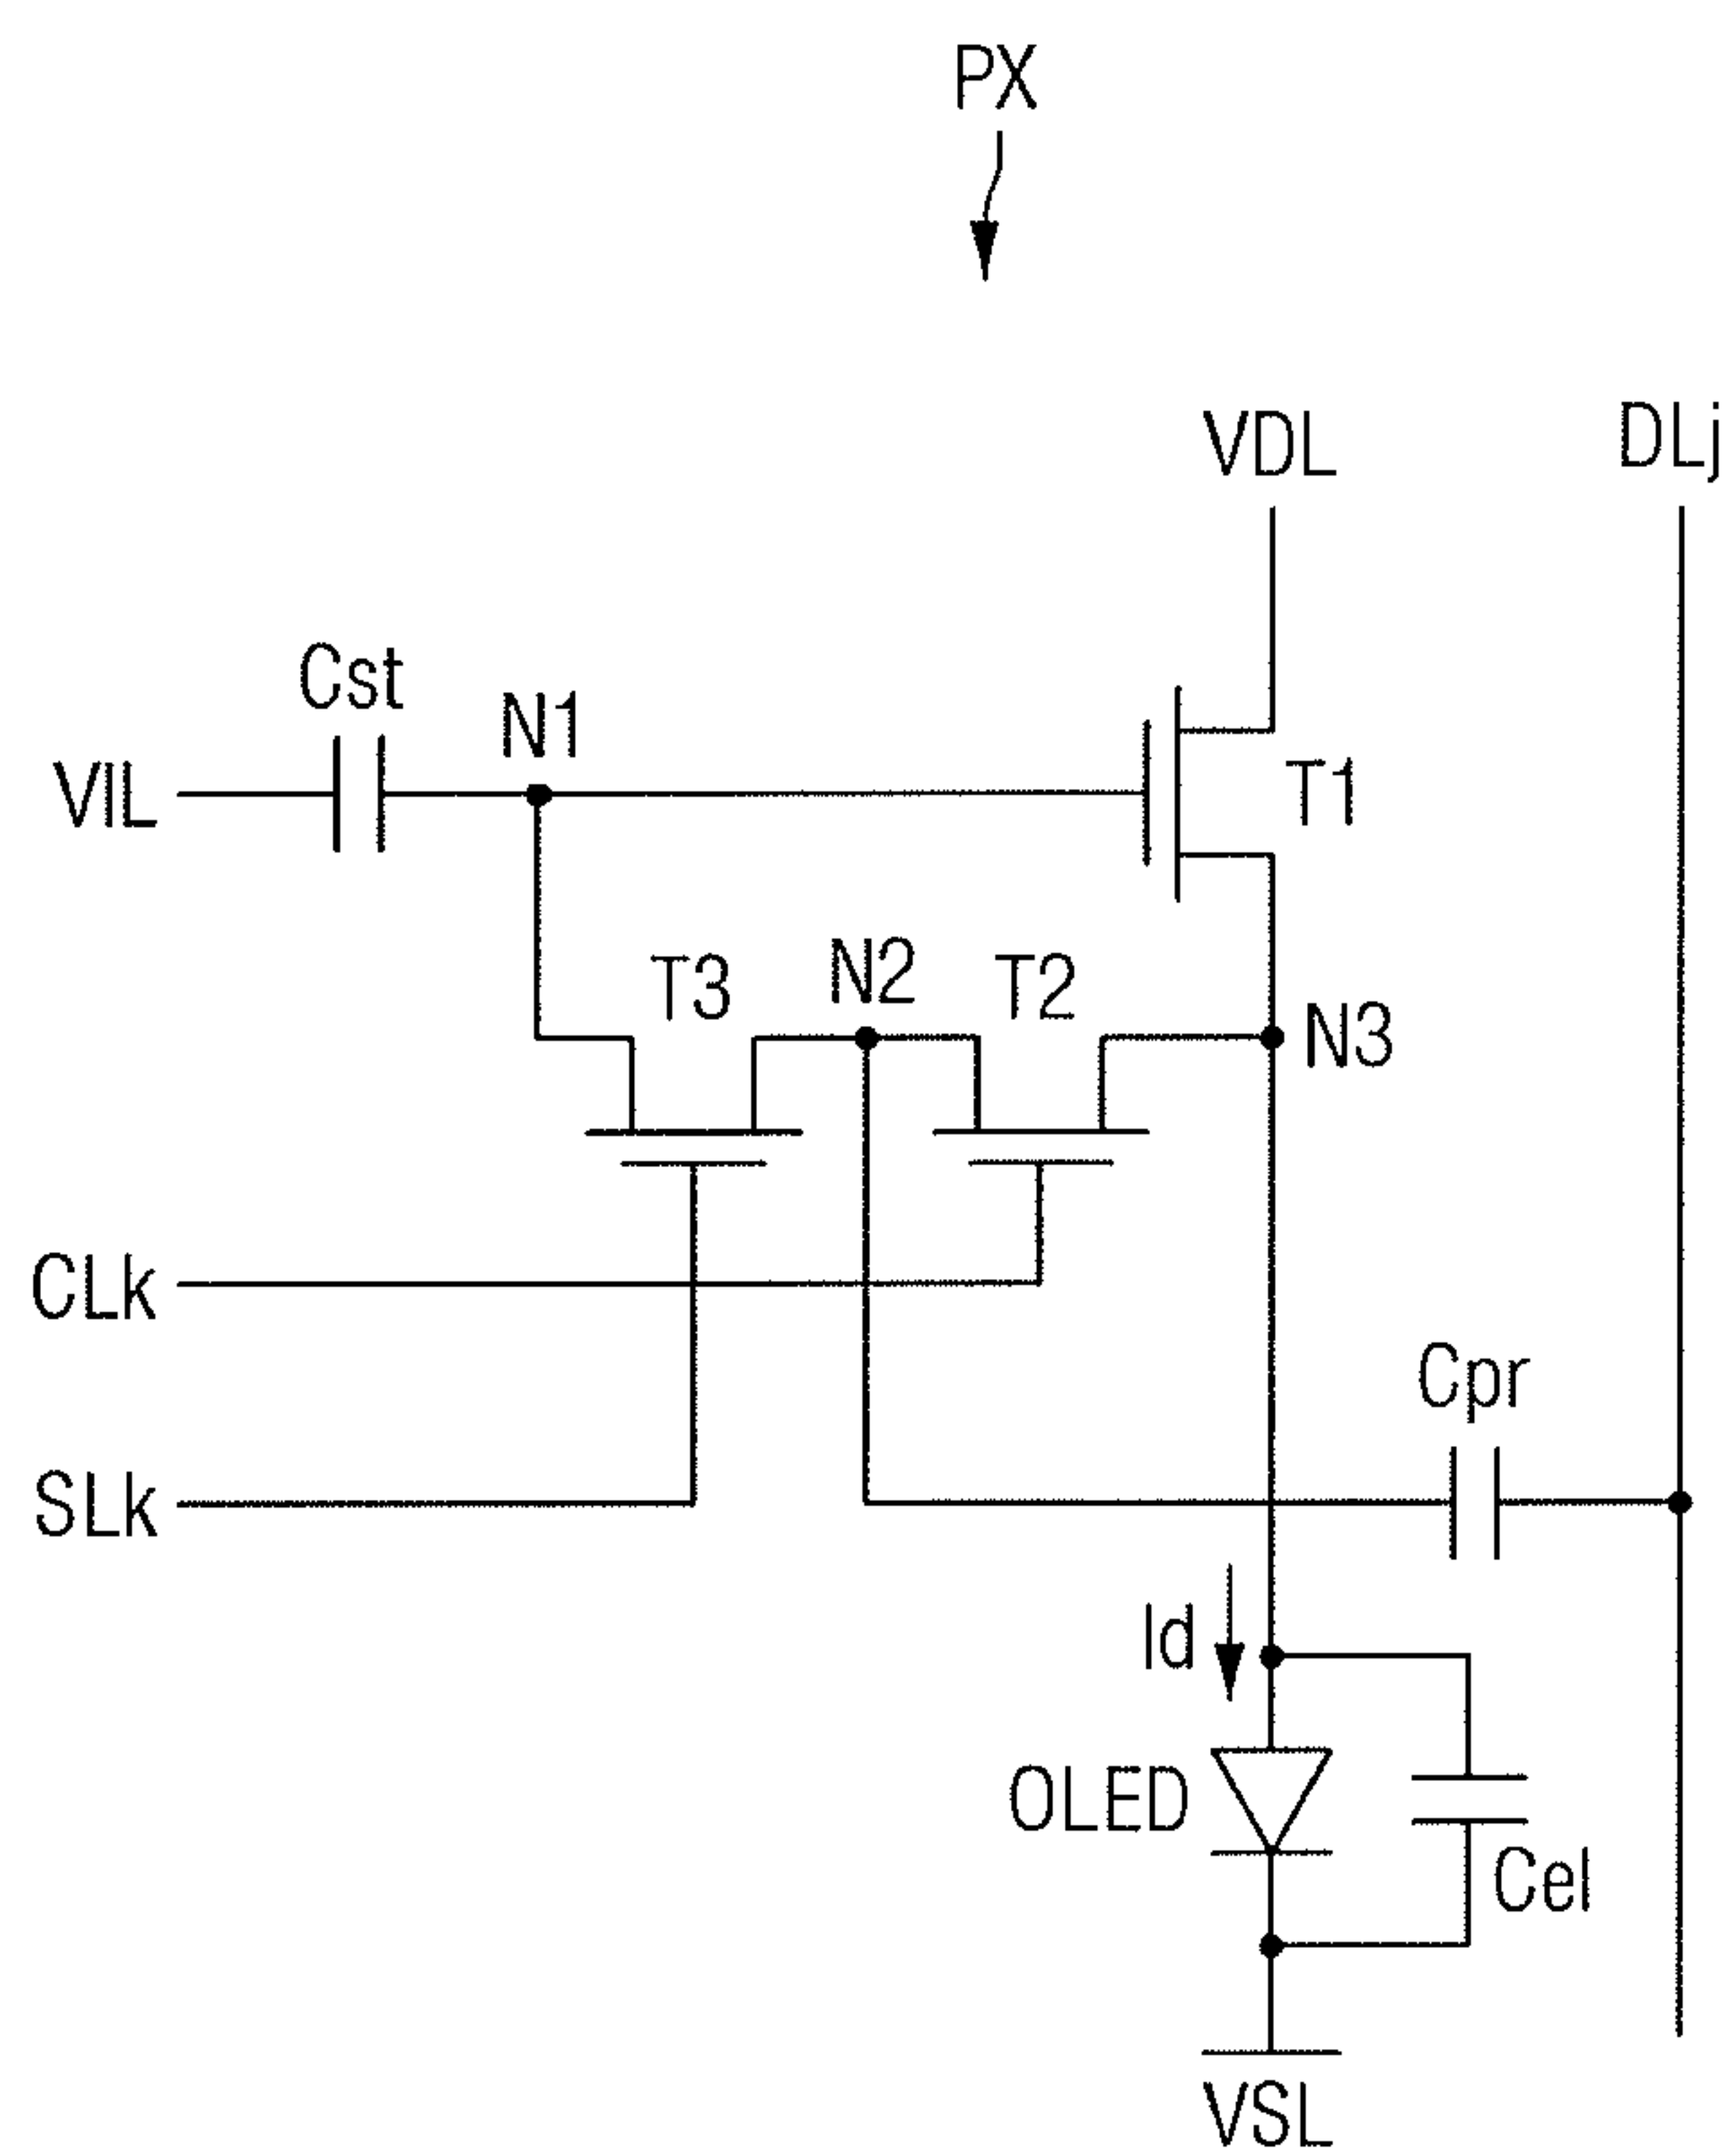 PX
VDL
DLj
Cst
N1
VIL
T1
T3
N2
T2
N3
CLk
Cpr
SLk
Id
OLED
Cel
VSL